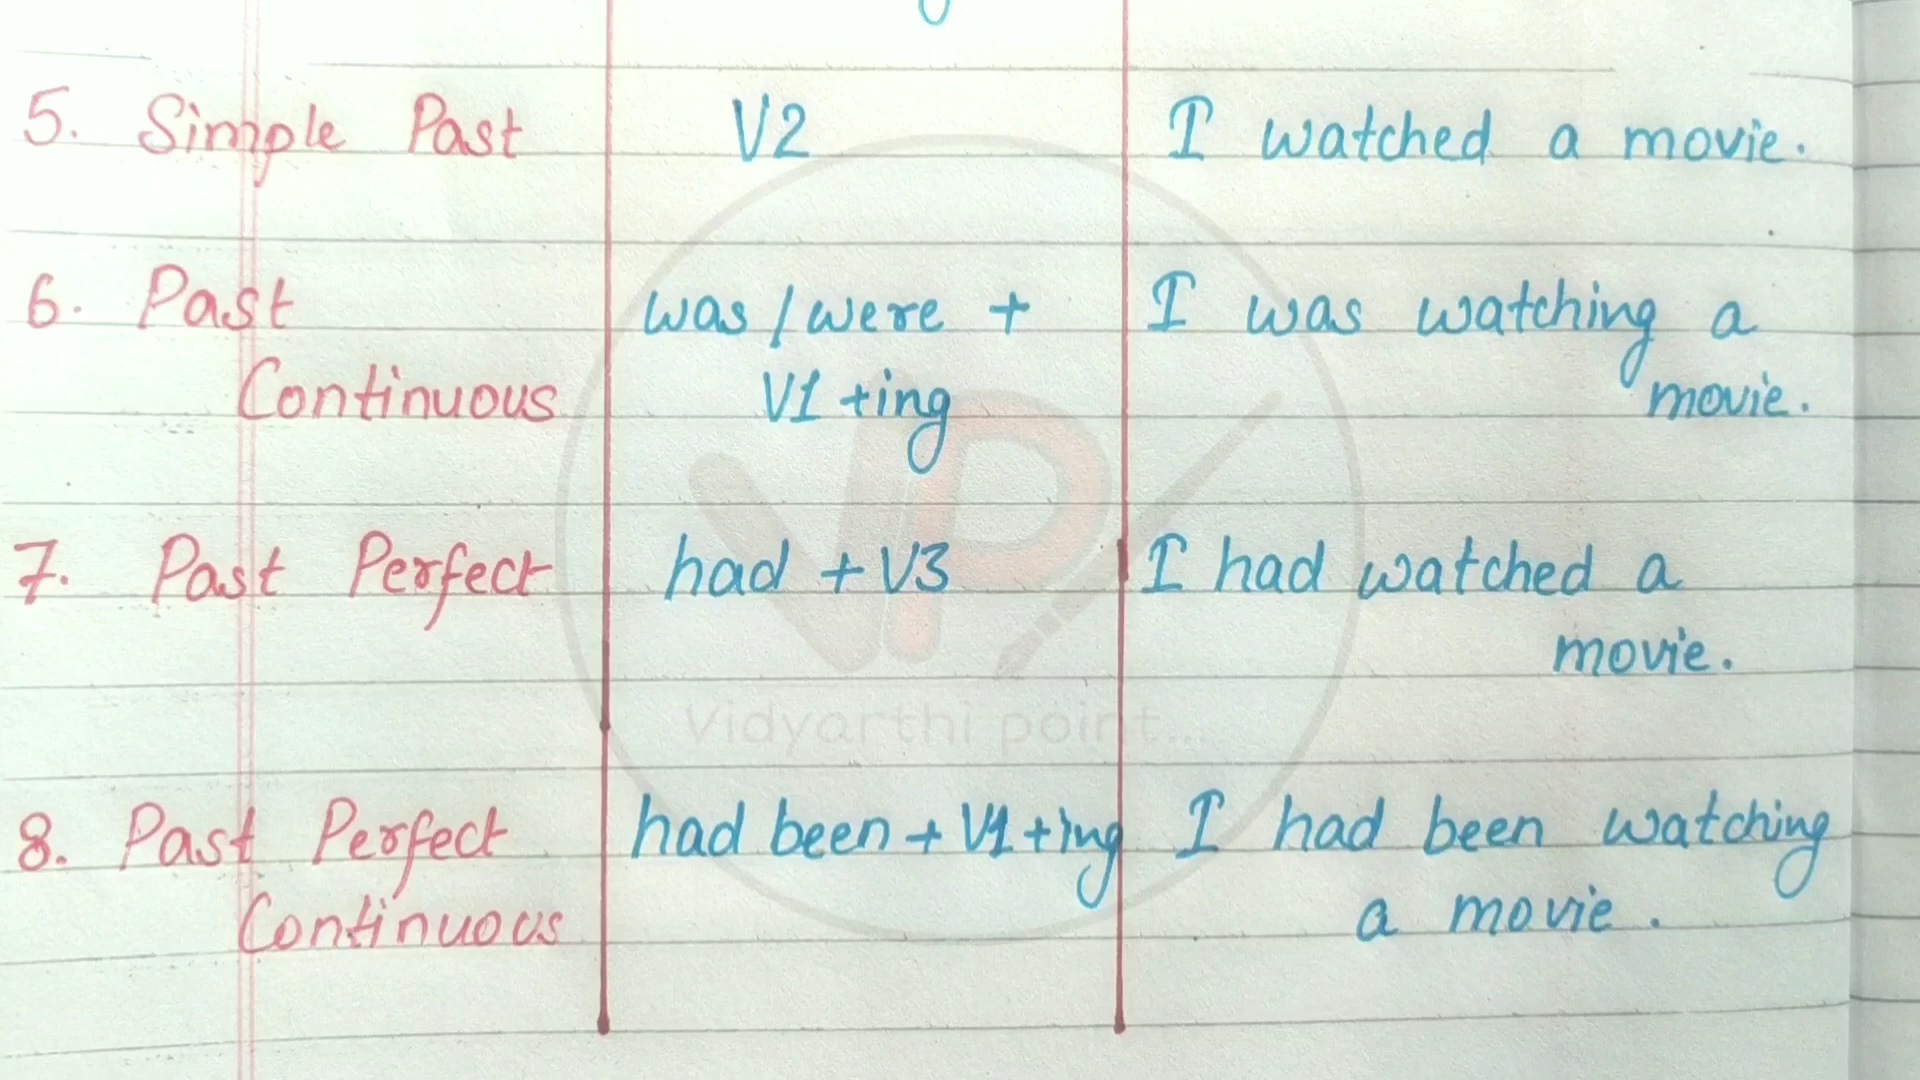 5. Simple Past V2 I watched a movie.
6. Past was/were + I was watching a
Continuous V1 +ing movie.
7. Past Perfect had + V3 I had watched a
movie.
Vidyarthi point...
8. Past Perfect had been + V1 +ing I had been watching
Continuous a movie.